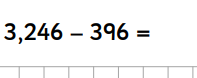 3,246 – 396 =